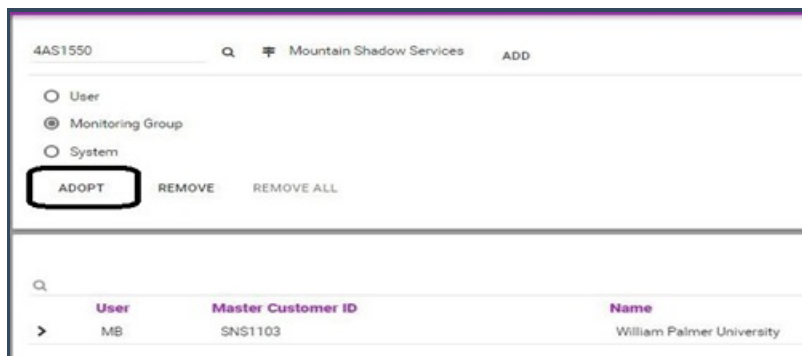 4AS1550 Mountain Shadow Services ADD
User
Monitoring Group
System
ADOPT REMOVE REMOVE ALL
User Master Customer ID Name
MB SNS1103 William Palmer University